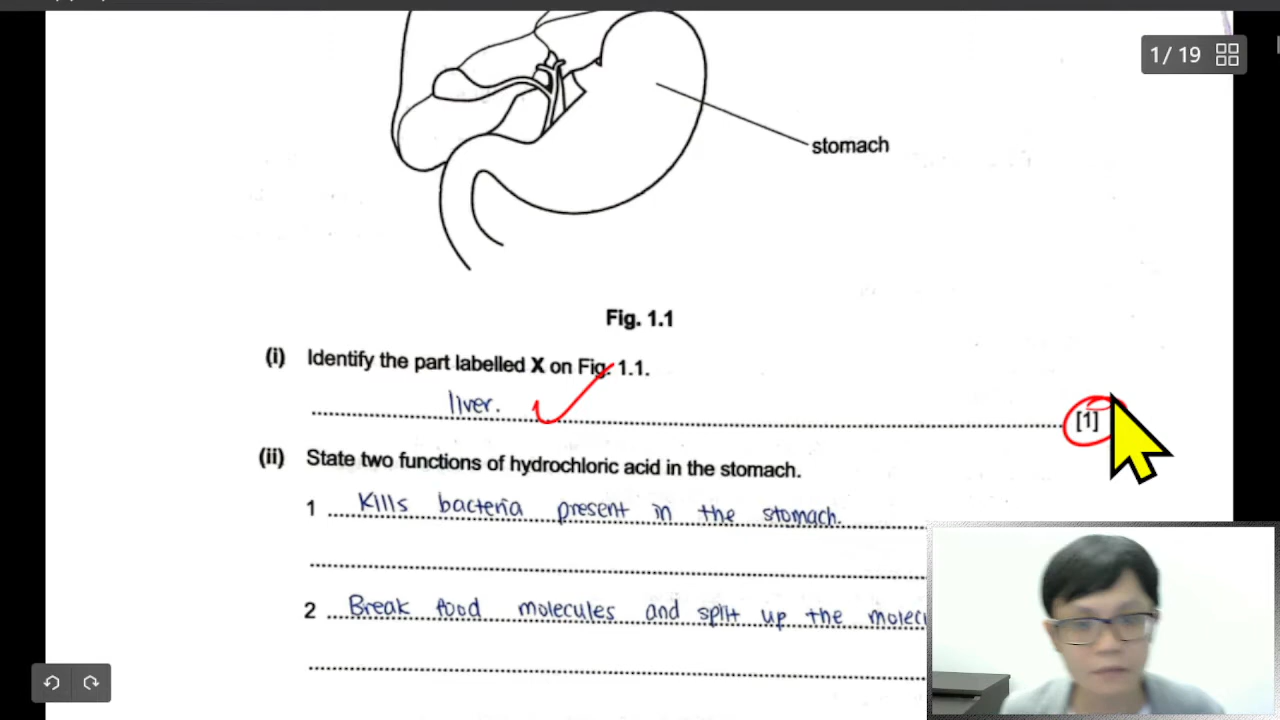 1 / 19
stomach
Fig. 1.1
(i) Identify the part labelled X on Fig. 1.1.
liver.
[1]
(ii) State two functions of hydrochloric acid in the stomach.
1 Kills bacteria present in the stomach.
2 Break food molecules and split up the